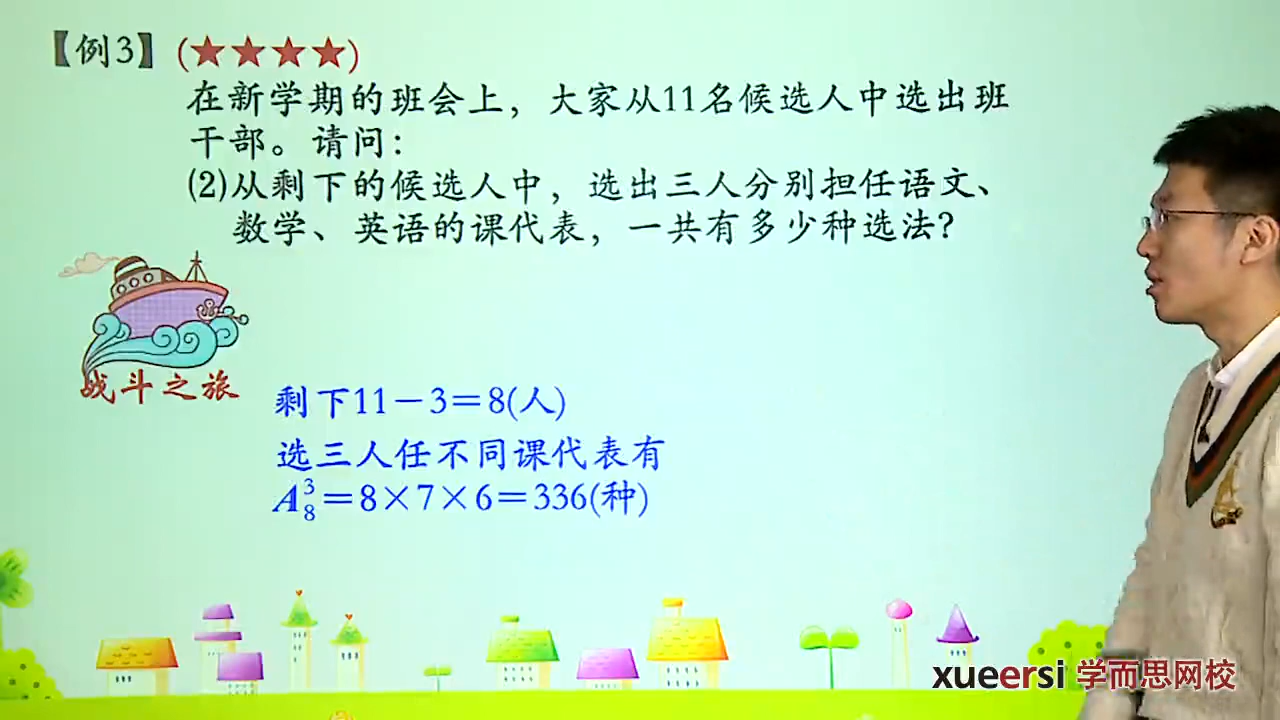 【例3】(★★★★)
在新学期的班会上，大家从11名候选人中选出班
干部。请问：
(2)从剩下的候选人中，选出三人分别担任语文、
数学、英语的课代表，一共有多少种选法？
战斗之旅
剩下11－3＝8(人)
选三人任不同课代表有
A³₈＝8×7×6＝336(种)
xueersi 学而思网校